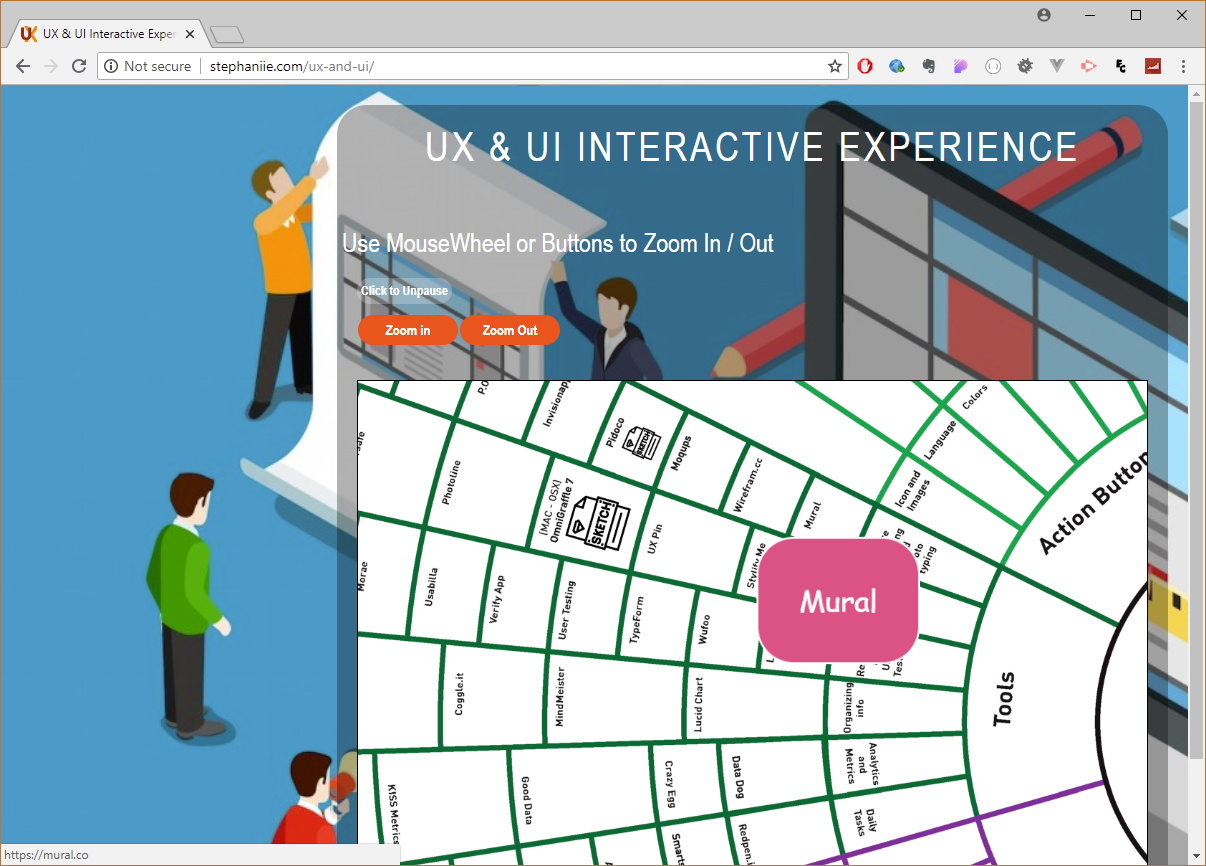 UX & UI Interactive Exper
Not secure
stephaniie.com/ux-and-ui/
UX & UI INTERACTIVE EXPERIENCE
Use MouseWheel or Buttons to Zoom In / Out
Click to Unpause
Zoom in
Zoom Out
P.O
Invisionapp
Pidoco
SKETCH
Moqups
Wirefram.cc
Mural
Colors
Language
Icon and
Images
Action Button
Photoline
[MAC - OSX]
OmniGraffle 7
SKETCH
UX Pin
Stylify Me
Mural
Morae
Usabilla
Verify App
User Testing
TypeForm
Wufoo
Coggle.it
MindMeister
Lucid Chart
Organizing
info
Tools
KISS Metrics
Good Data
Crazy Egg
Data Dog
Analytics
and
Metrics
Smarts
Redpen.i
Daily
Tasks
https://mural.co